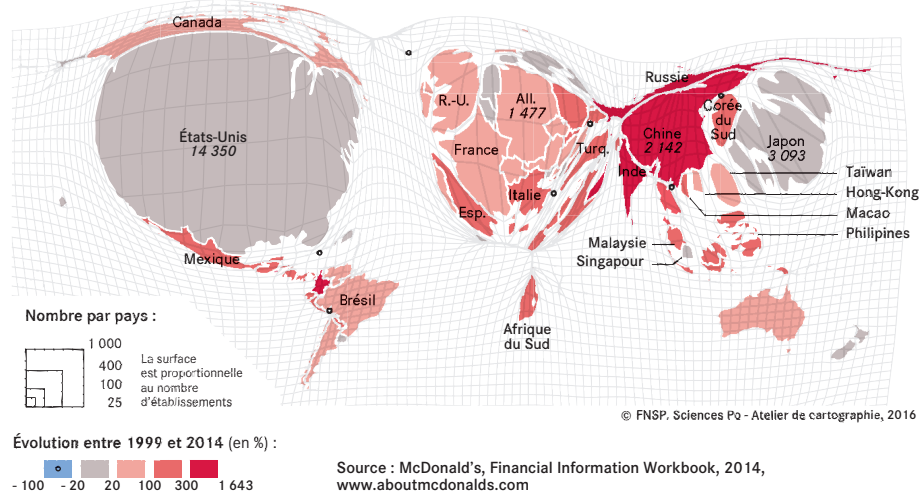 Canada
Russie
R.-U.
All.
1 477
Corée
du
Sud
États-Unis
14 350
Chine
2 142
Japon
3 093
France
Turq.
Inde
Taïwan
Italie
Hong-Kong
Esp.
Macao
Philipines
Malaysie
Mexique
Singapour
Brésil
Afrique
du Sud
Nombre par pays :
1 000
400
100
25
La surface
est proportionnelle
au nombre
d'établissements
© FNSP. Sciences Po - Atelier de cartographie, 2016
Évolution entre 1999 et 2014 (en %) :
- 100 - 20 20 100 300 1 643
Source : McDonald's, Financial Information Workbook, 2014,
www.aboutmcdonalds.com